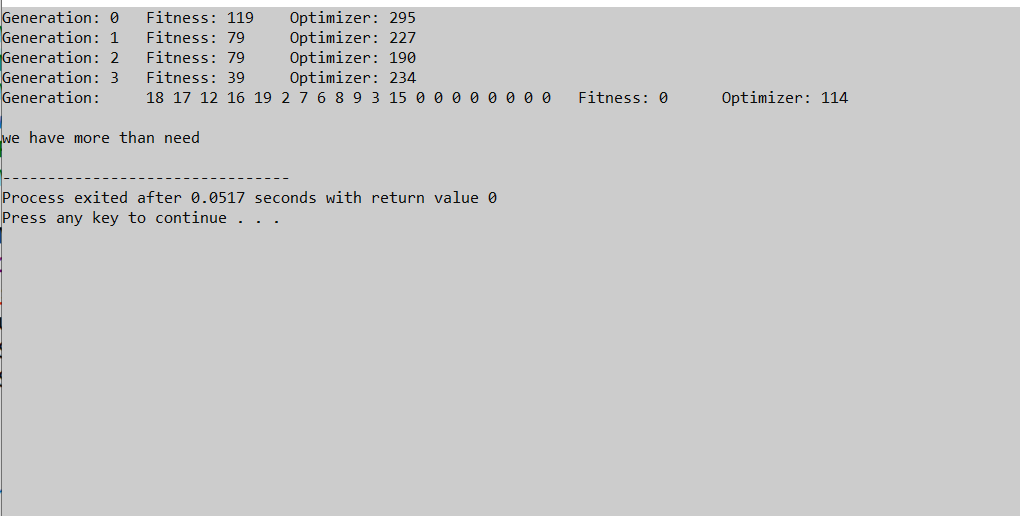 Generation: 0   Fitness: 119    Optimizer: 295
Generation: 1   Fitness: 79     Optimizer: 227
Generation: 2   Fitness: 79     Optimizer: 190
Generation: 3   Fitness: 39     Optimizer: 234
Generation:     18 17 12 16 19 2 7 6 8 9 3 15 0 0 0 0 0 0 0 0   Fitness: 0      Optimizer: 114
we have more than need
--------------------------------
Process exited after 0.0517 seconds with return value 0
Press any key to continue . . .